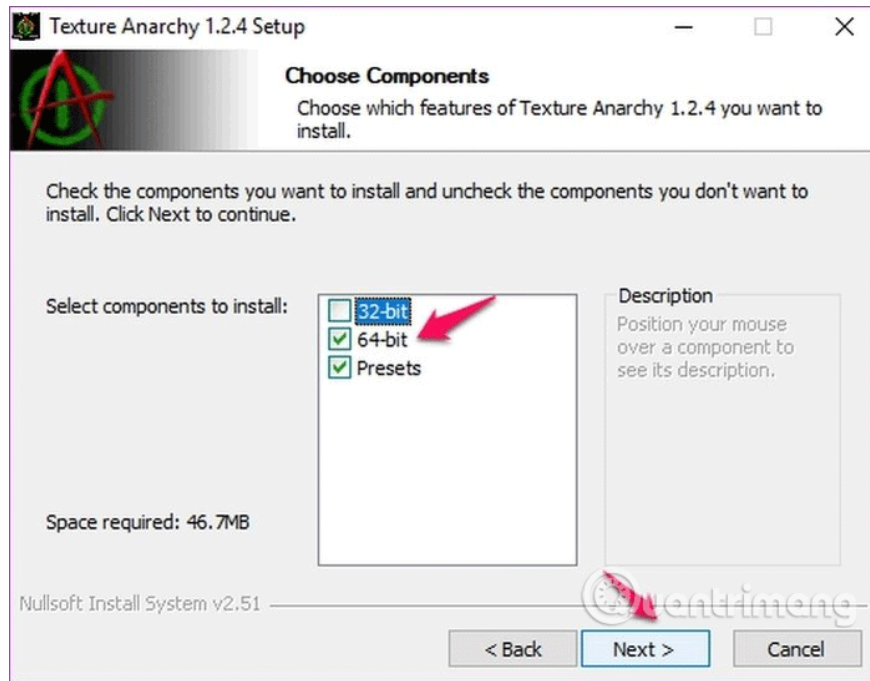 Texture Anarchy 1.2.4 Setup
Choose Components
Choose which features of Texture Anarchy 1.2.4 you want to
install.
Check the components you want to install and uncheck the components you don't want to
install. Click Next to continue.
Select components to install:
32-bit
64-bit
Presets
Description
Position your mouse
over a component to
see its description.
Space required: 46.7MB
Nullsoft Install System v2.51
Quantrimang
< Back
Next >
Cancel